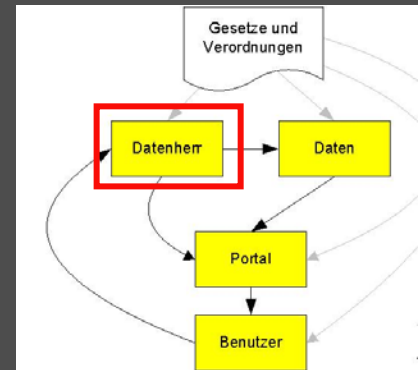 Gesetze und
Verordnungen
Datenherr
Daten
Portal
Benutzer